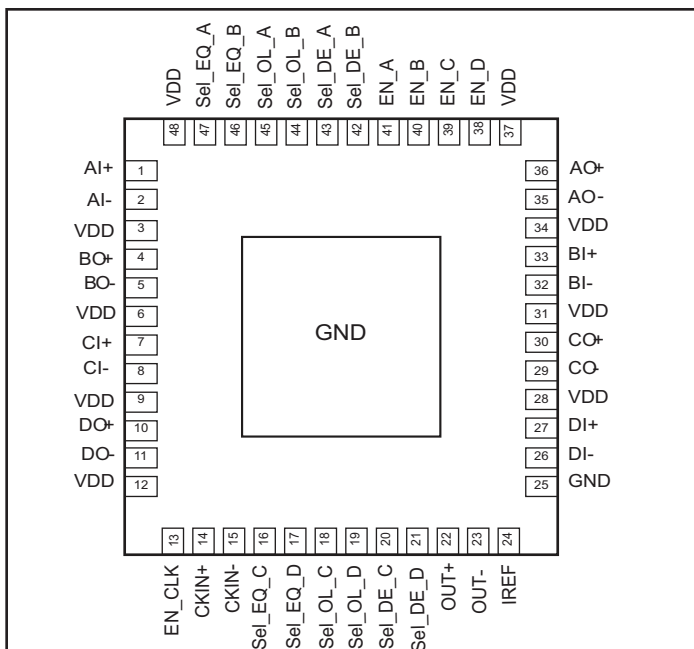 VDD
Sel_EQ_A
Sel_EQ_B
Sel_OL_A
Sel_OL_B
Sel_DE_A
Sel_DE_B
EN_A
EN_B
EN_C
EN_D
VDD
48
47
46
45
44
43
42
41
40
39
38
37
AI+ 1
AI- 2
VDD 3
BO+ 4
BO- 5
VDD 6
CI+ 7
CI- 8
VDD 9
DO+ 10
DO- 11
VDD 12
GND
36 AO+
35 AO-
34 VDD
33 BI+
32 BI-
31 VDD
30 CO+
29 CO-
28 VDD
27 DI+
26 DI-
25 GND
13
14
15
16
17
18
19
20
21
22
23
24
EN_CLK
CKIN+
CKIN-
Sel_EQ_C
Sel_EQ_D
Sel_OL_C
Sel_OL_D
Sel_DE_C
Sel_DE_D
OUT+
OUT-
IREF